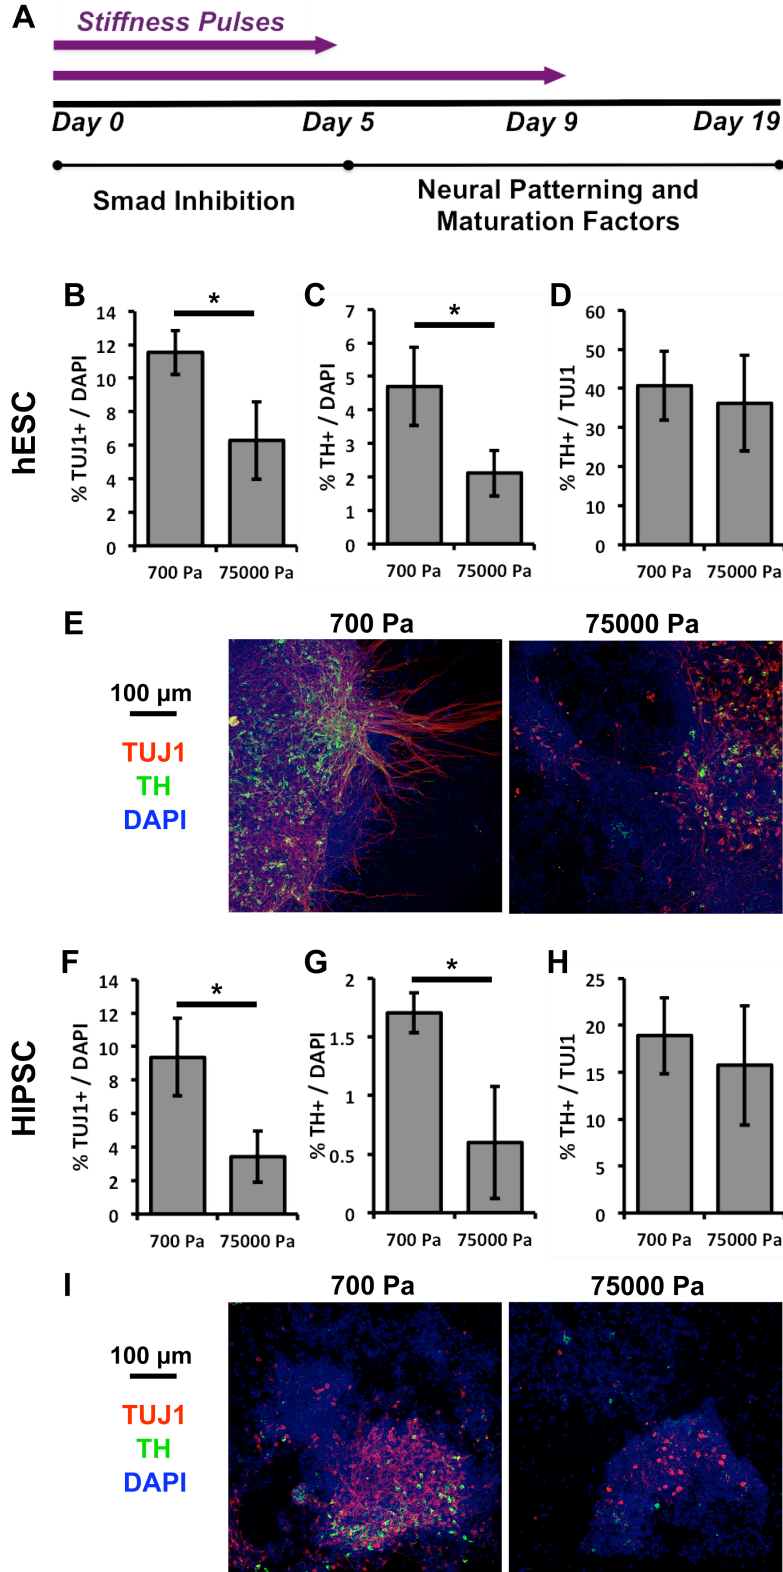 A
Stiffness Pulses
Day 0 Day 5 Day 9 Day 19
Smad Inhibition
Neural Patterning and
Maturation Factors
hESC
B
*
% TUJ1+ / DAPI
14
12
10
8
6
4
2
0
700 Pa 75000 Pa
C
*
% TH+ / DAPI
7
6
5
4
3
2
1
0
700 Pa 75000 Pa
D
% TH+ / TUJ1
60
50
40
30
20
10
0
700 Pa 75000 Pa
E
700 Pa 75000 Pa
100 µm
TUJ1
TH
DAPI
HIPSC
F
*
% TUJ1+ / DAPI
14
12
10
8
6
4
2
0
700 Pa 75000 Pa
G
*
% TH+ / DAPI
2
1.5
1
0.5
0
700 Pa 75000 Pa
H
% TH+ / TUJ1
25
20
15
10
5
0
700 Pa 75000 Pa
I
700 Pa 75000 Pa
100 µm
TUJ1
TH
DAPI